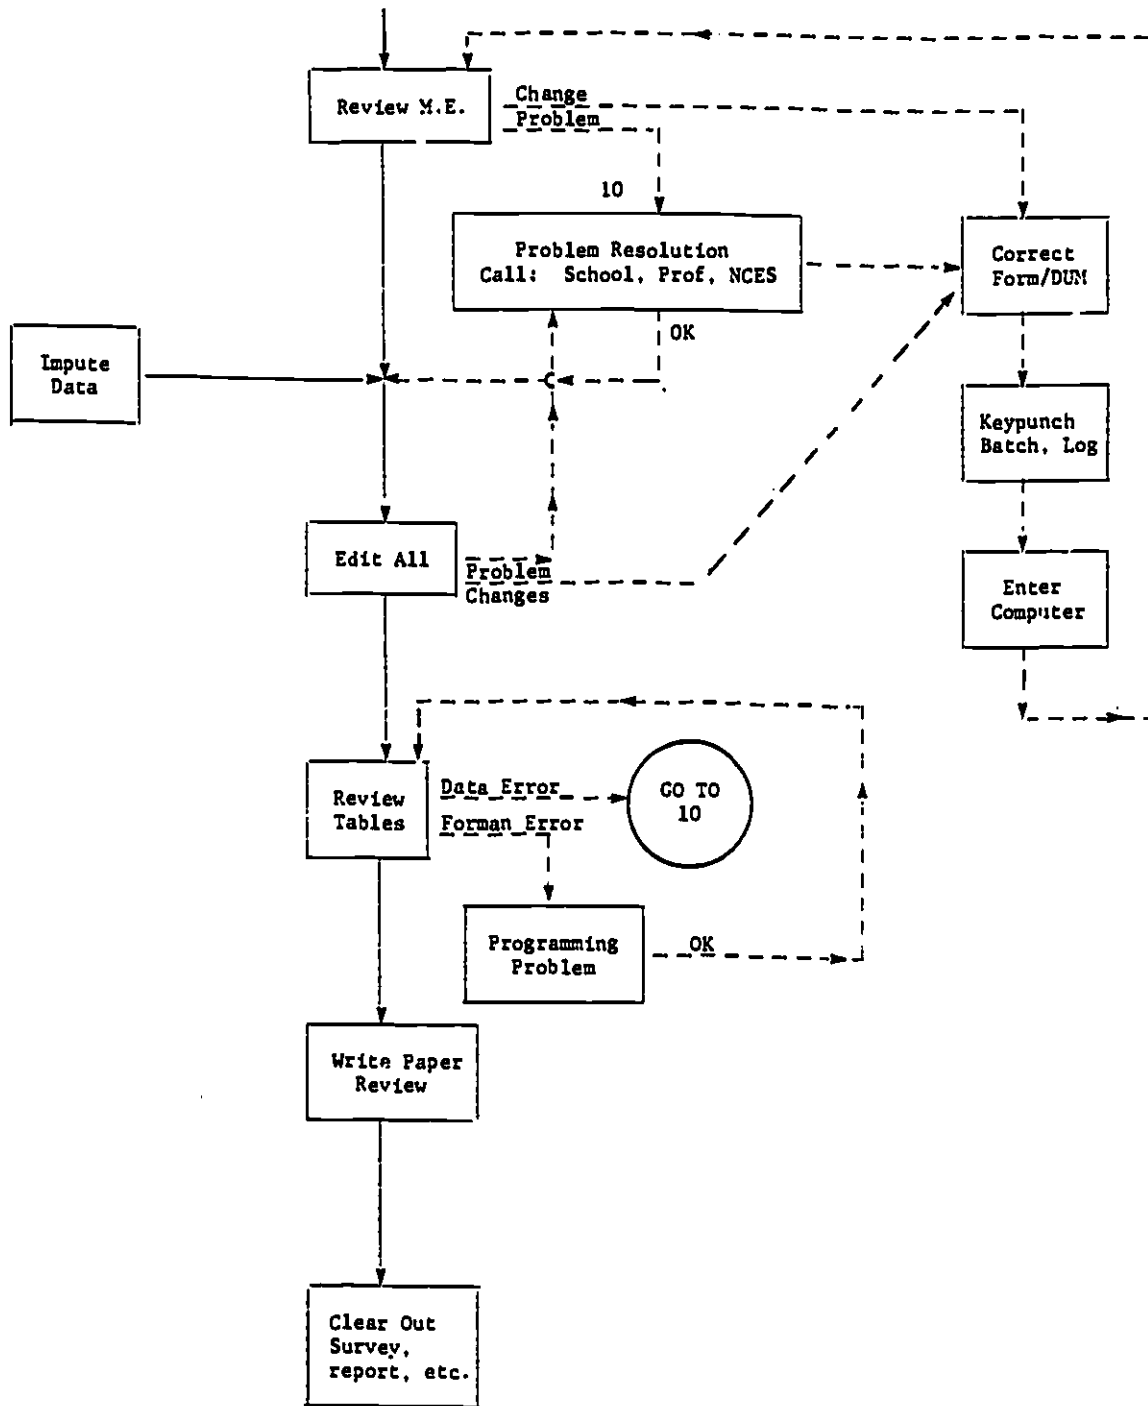 Review M.E.
Change
Problem
10
Problem Resolution
Call: School, Prof, NCES
Correct
Form/DUM
OK
Impute
Data
Keypunch
Batch, Log
Edit All
Problem
Changes
Enter
Computer
Review
Tables
Data Error
Forman Error
GO TO
10
Programming
Problem
OK
Write Paper
Review
Clear Out
Survey,
report, etc.